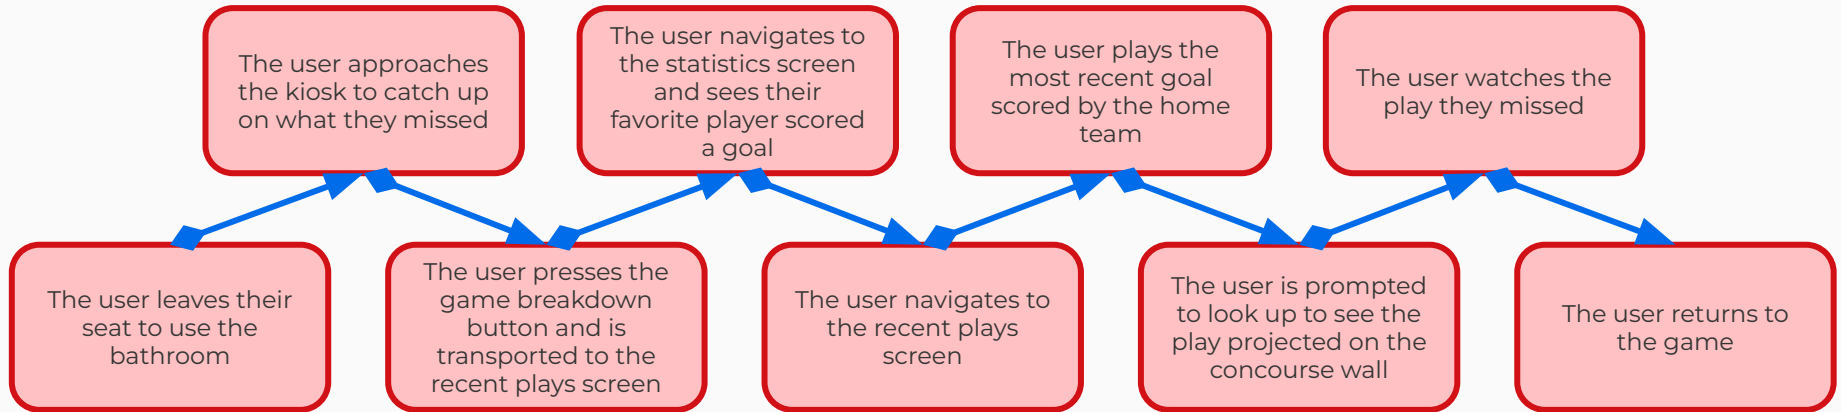 The user approaches
the kiosk to catch up
on what they missed
The user navigates to
the statistics screen
and sees their
favorite player scored
a goal
The user plays the
most recent goal
scored by the home
team
The user watches the
play they missed
The user leaves their
seat to use the
bathroom
The user presses the
game breakdown
button and is
transported to the
recent plays screen
The user navigates to
the recent plays
screen
The user is prompted
to look up to see the
play projected on the
concourse wall
The user returns to
the game